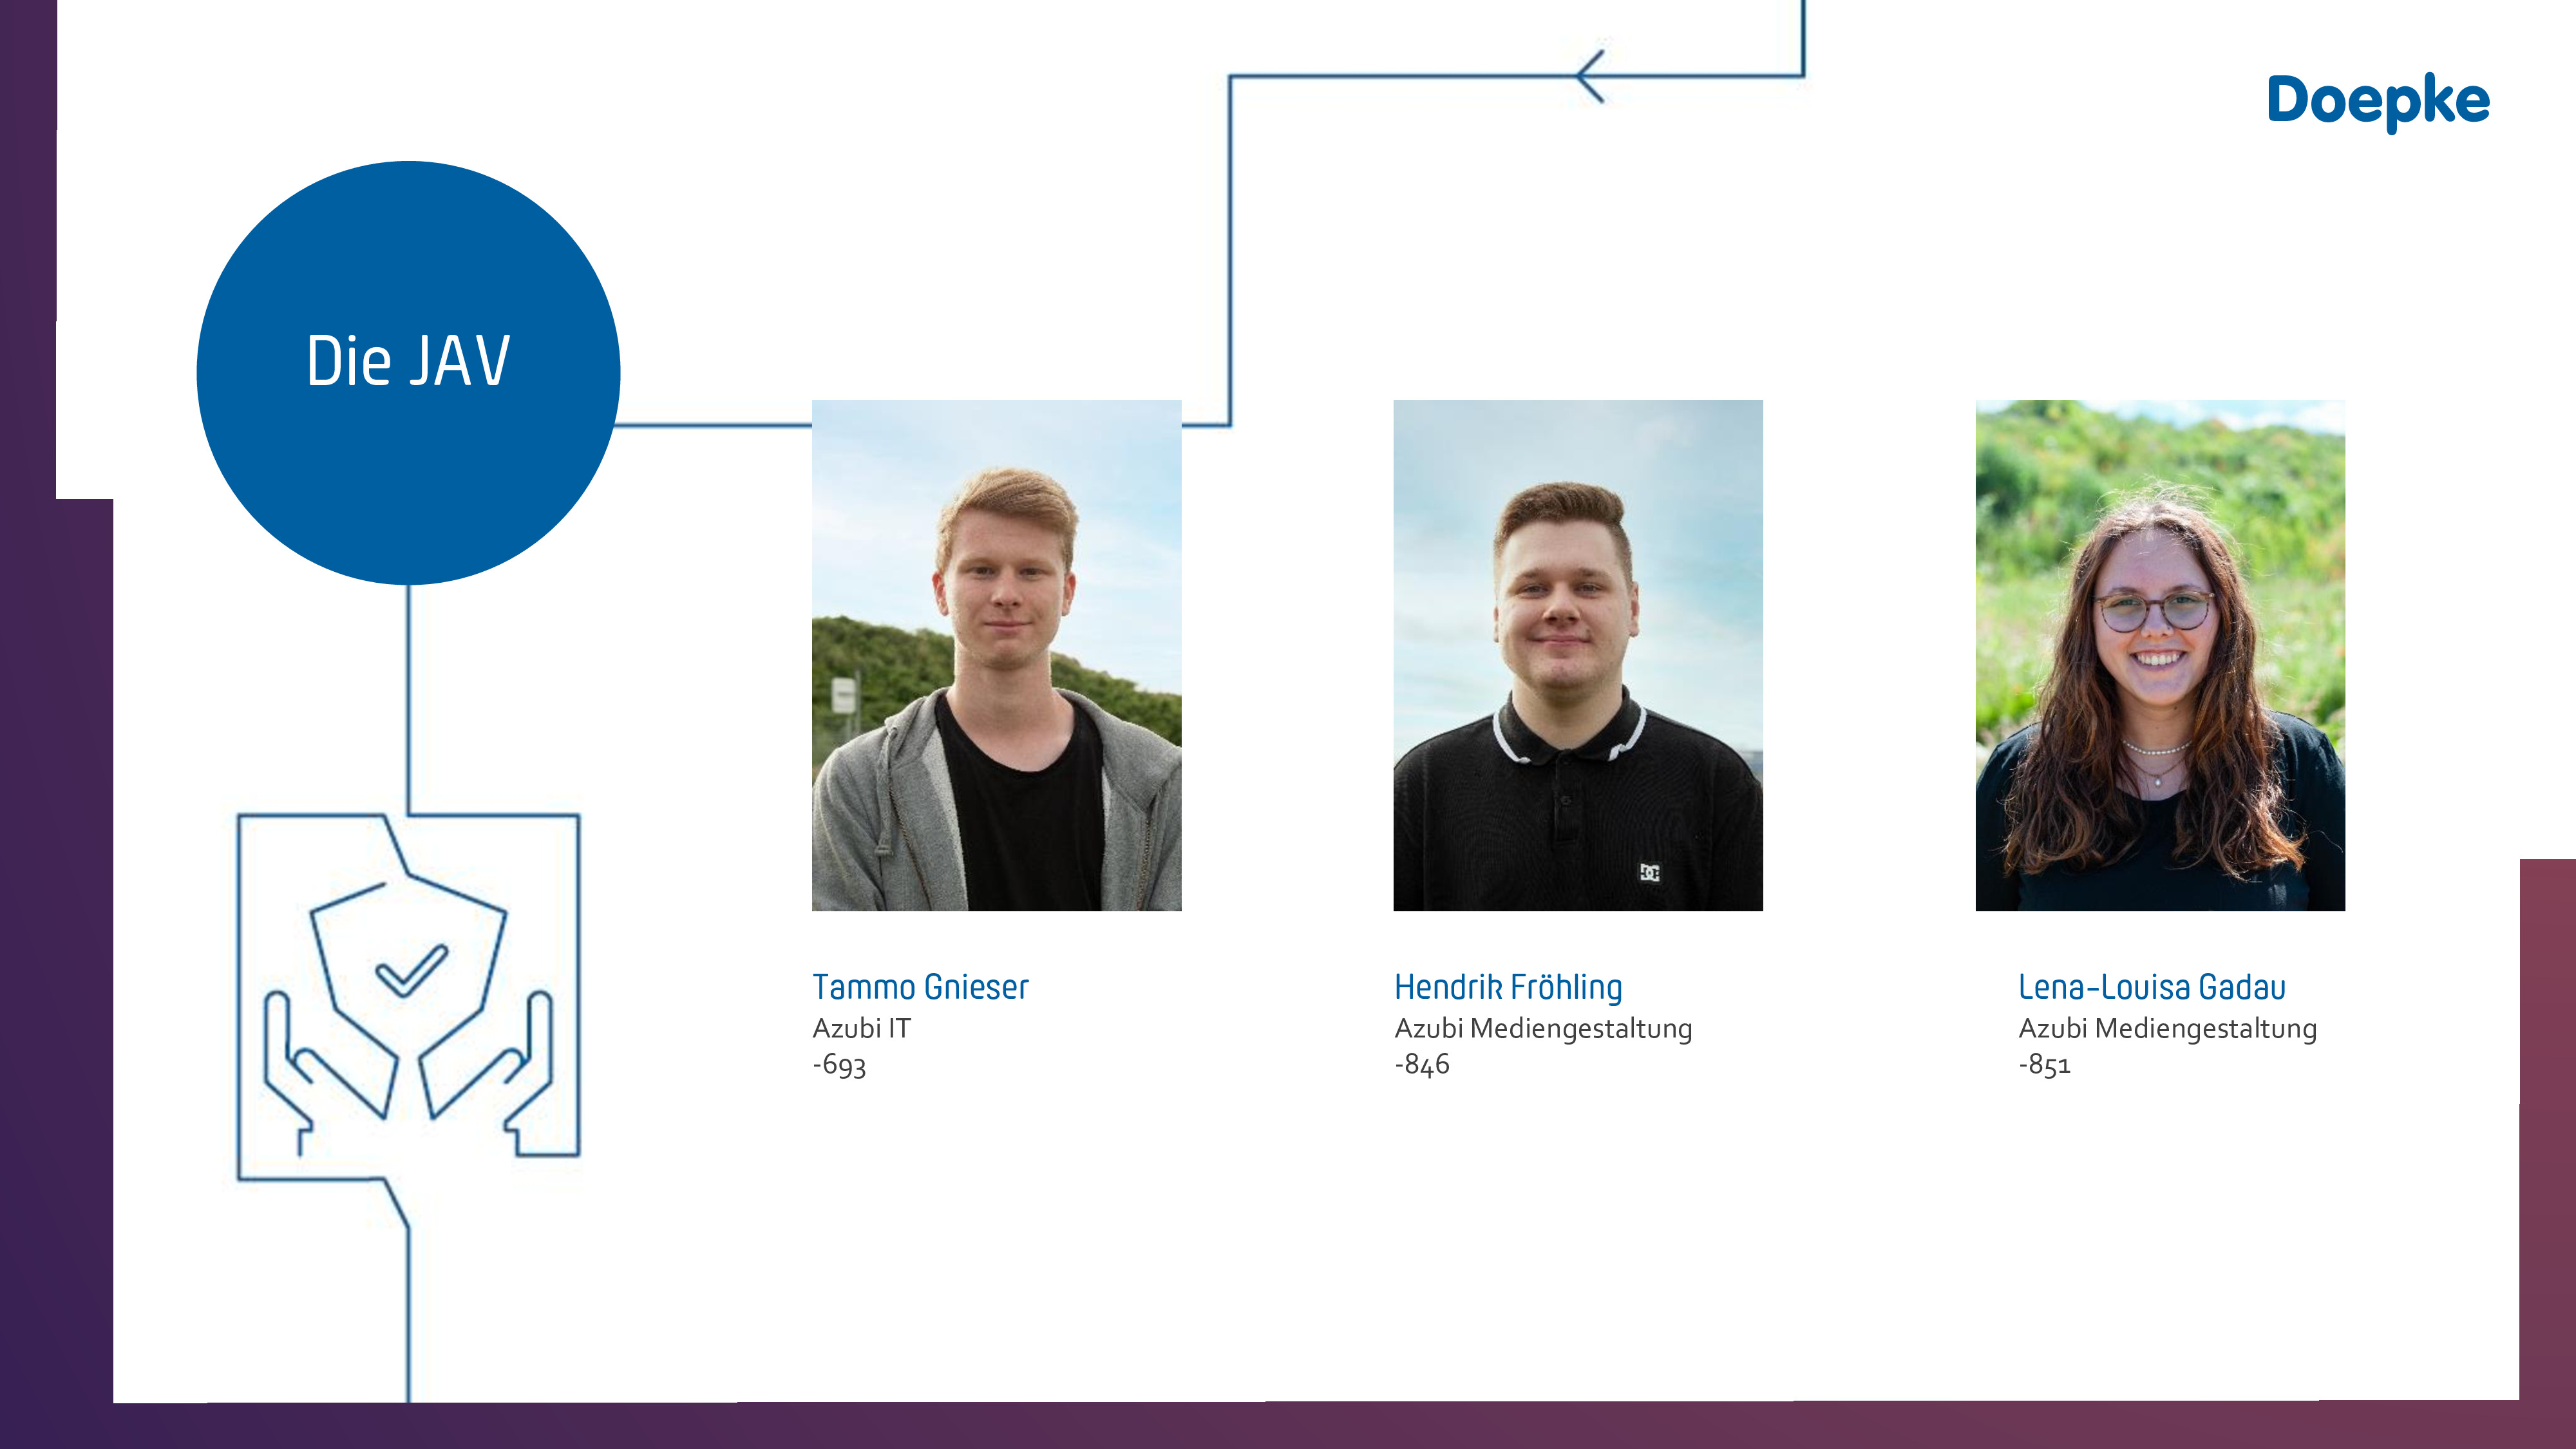 Doepke
Die JAV
Tammo Gnieser
Azubi IT
-693
Hendrik Fröhling
Azubi Mediengestaltung
-846
Lena-Louisa Gadau
Azubi Mediengestaltung
-851